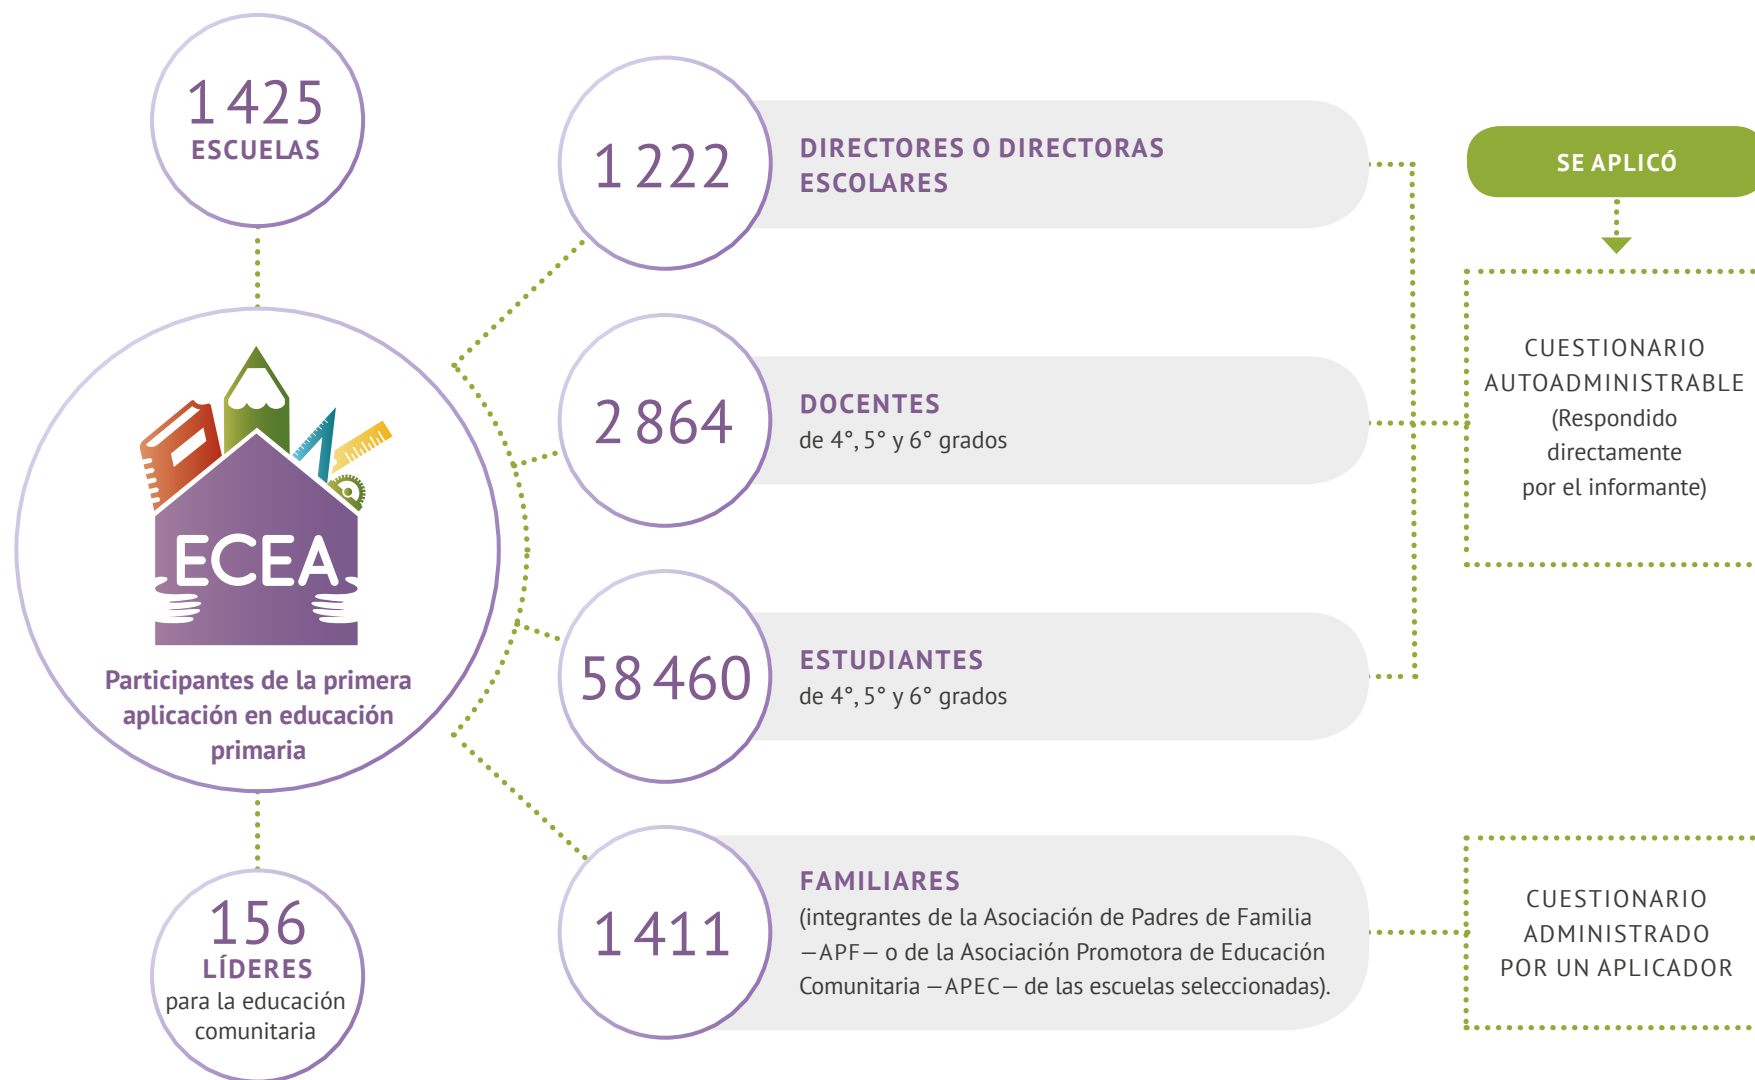 1 425
ESCUELAS
ECEA
Participantes de la primera
aplicación en educación
primaria
156
LÍDERES
para la educación
comunitaria
1 222
DIRECTORES O DIRECTORAS
ESCOLARES
2 864
DOCENTES
de 4°, 5° y 6° grados
58 460
ESTUDIANTES
de 4°, 5° y 6° grados
1 411
FAMILIARES
(integrantes de la Asociación de Padres de Familia
—APF— o de la Asociación Promotora de Educación
Comunitaria —APEC— de las escuelas seleccionadas).
SE APLICÓ
CUESTIONARIO
AUTOADMINISTRABLE
(Respondido
directamente
por el informante)
CUESTIONARIO
ADMINISTRADO
POR UN APLICADOR